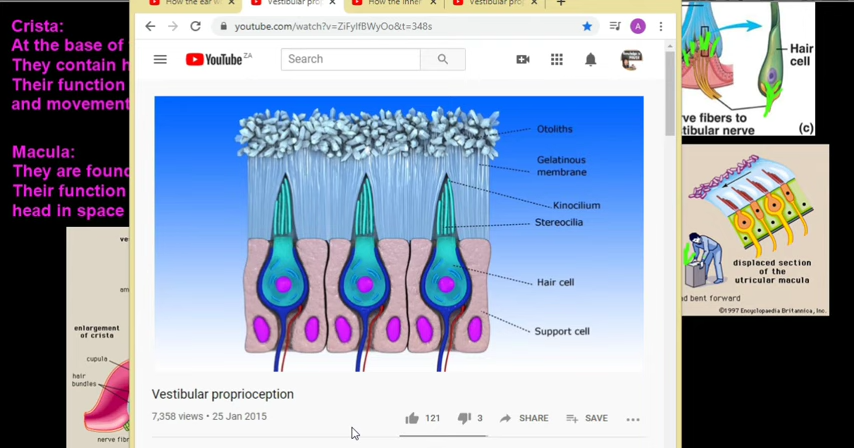 Crista:
At the base of
They contain h
Their function
and movement
Macula:
They are found
Their function
head in space
enlargement
of crista
cupula
hair
bundles
nerve fib
How the ear w
Vestibular prop
How the inner
Vestibular prop
youtube.com/watch?v=ZiFyIfBWyOo&t=348s
A
YouTube ZA
Search
Otoliths
Gelatinous
membrane
Kinocilium
Stereocilia
Hair cell
Support cell
Vestibular proprioception
7,358 views • 25 Jan 2015
121
3
SHARE
SAVE
Hair
cell
ve fibers to
tibular nerve
(c)
displaced section
of the
utricular macula
d bent forward
©1997 Encyclopaedia Britannica, Inc.